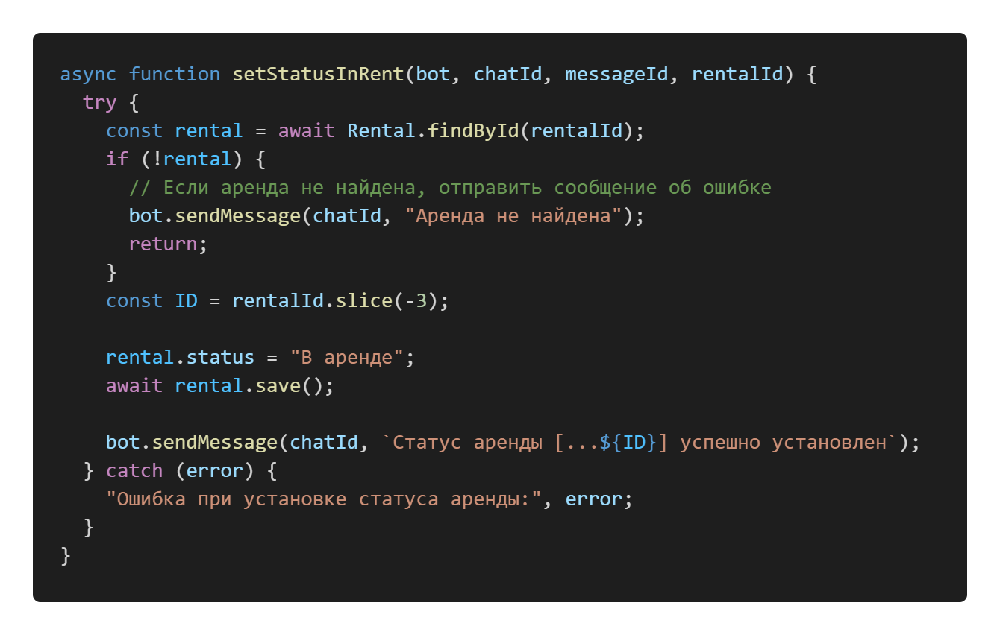 async function setStatusInRent(bot, chatId, messageId, rentalId) {
  try {
    const rental = await Rental.findById(rentalId);
    if (!rental) {
      // Если аренда не найдена, отправить сообщение об ошибке
      bot.sendMessage(chatId, "Аренда не найдена");
      return;
    }
    const ID = rentalId.slice(-3);

    rental.status = "В аренде";
    await rental.save();

    bot.sendMessage(chatId, `Статус аренды [...${ID}] успешно установлен`);
  } catch (error) {
    "Ошибка при установке статуса аренды:", error;
  }
}